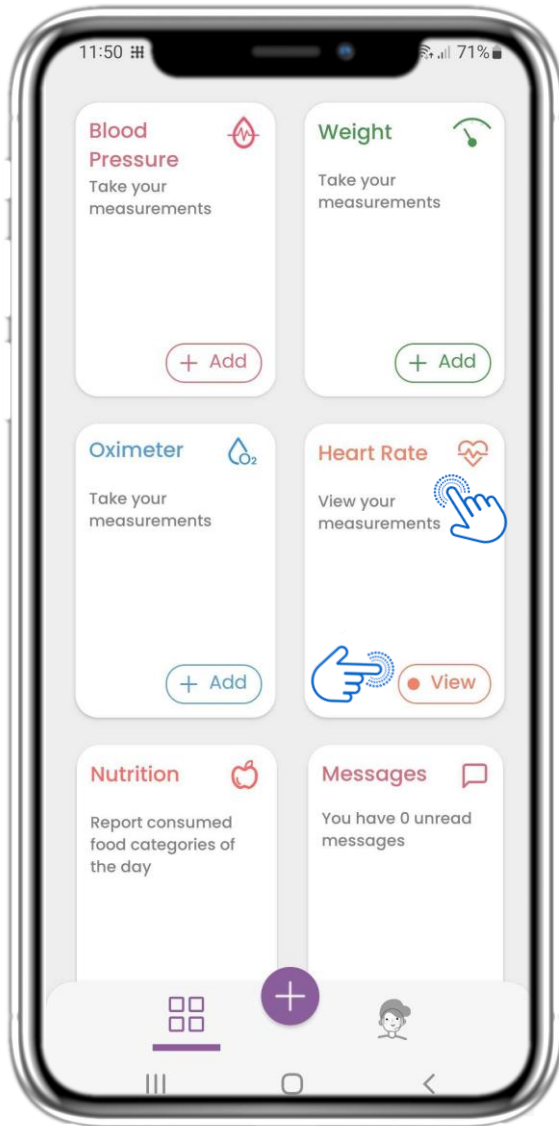 11:50
71%
Blood
Pressure
Take your
measurements
+ Add
Weight
Take your
measurements
+ Add
Oximeter
O2
Take your
measurements
+ Add
Heart Rate
View your
measurements
View
Nutrition
Report consumed
food categories of
the day
Messages
You have 0 unread
messages